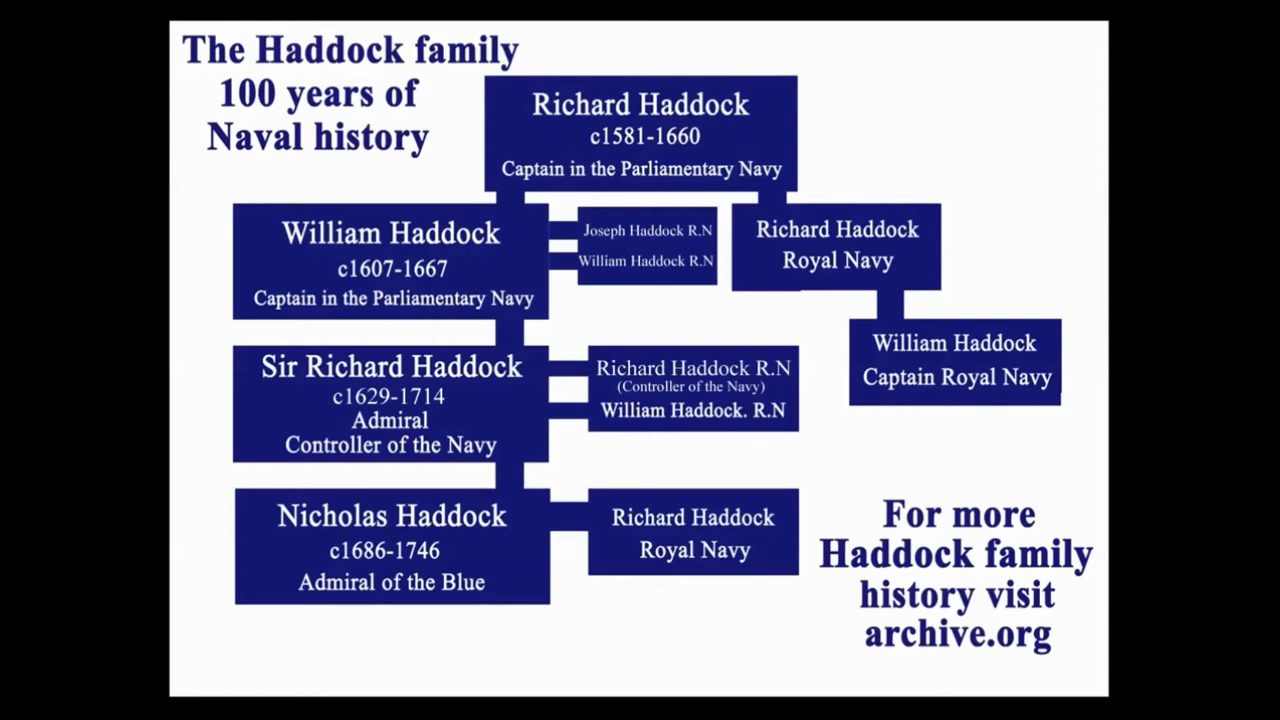 The Haddock family
100 years of
Naval history
Richard Haddock
c1581-1660
Captain in the Parliamentary Navy
William Haddock
c1607-1667
Captain in the Parliamentary Navy
Joseph Haddock R.N
William Haddock R.N
Richard Haddock
Royal Navy
William Haddock
Captain Royal Navy
Sir Richard Haddock
c1629-1714
Admiral
Controller of the Navy
Richard Haddock R.N
(Controller of the Navy)
William Haddock. R.N
Nicholas Haddock
c1686-1746
Admiral of the Blue
Richard Haddock
Royal Navy
For more
Haddock family
history visit
archive.org